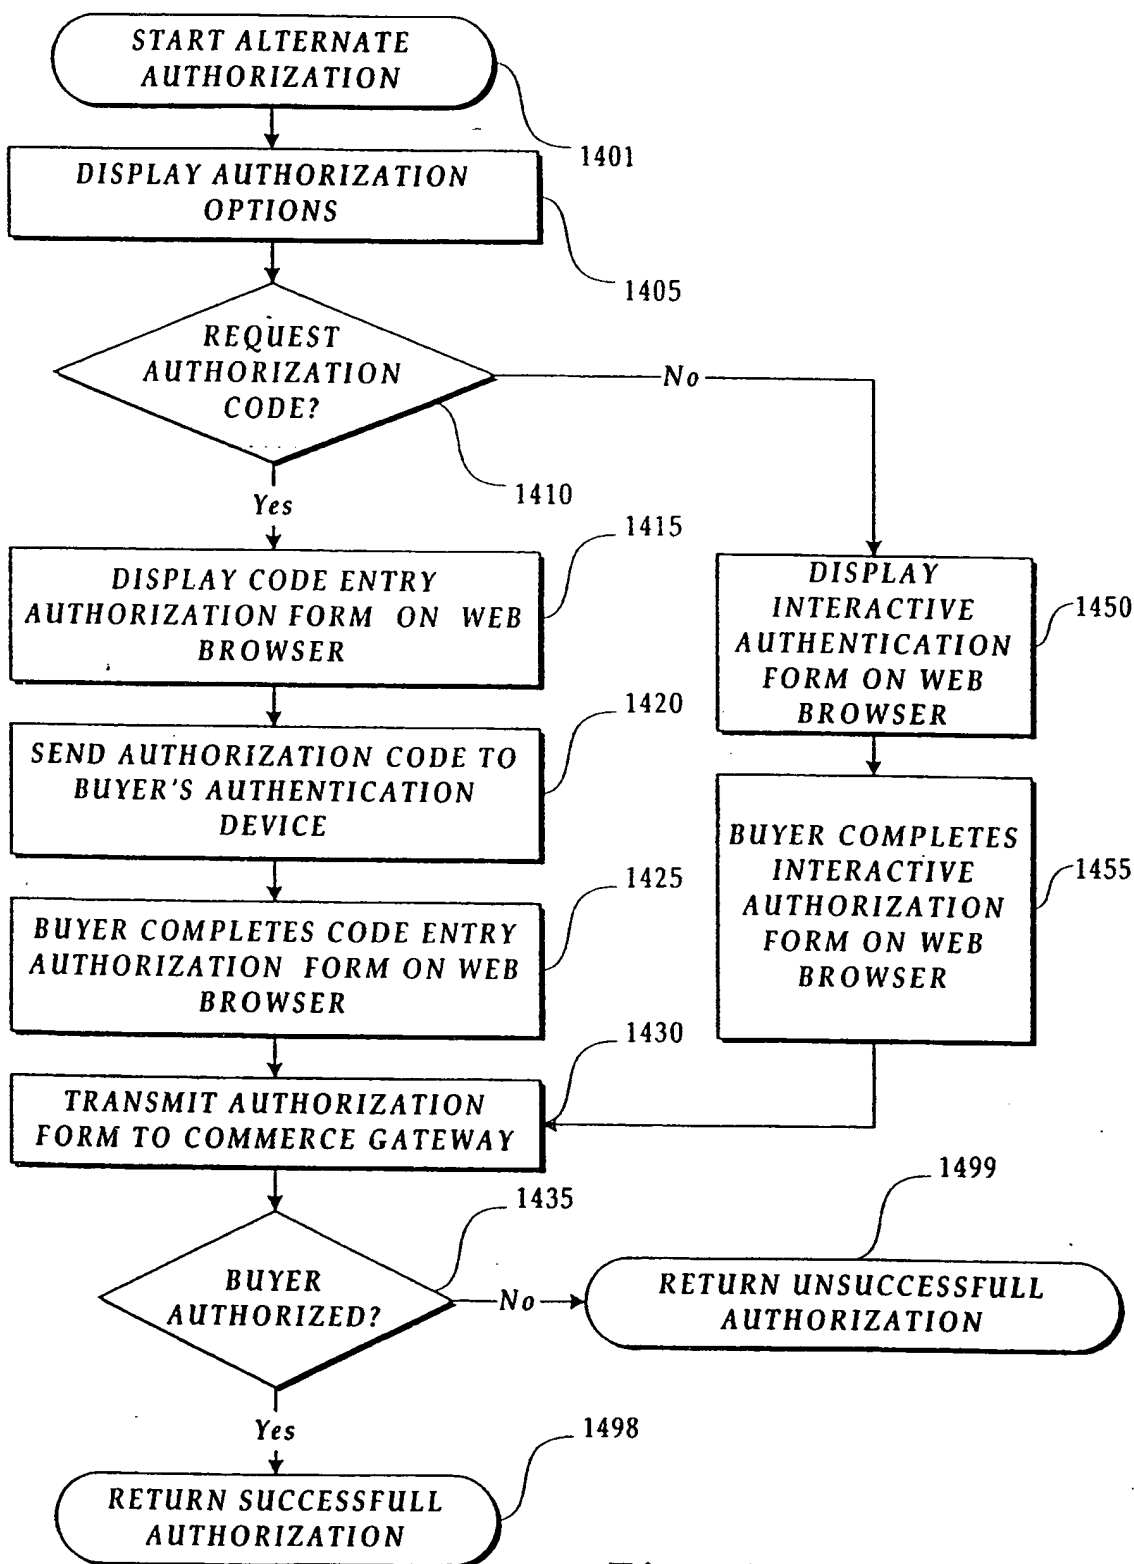 START ALTERNATE
AUTHORIZATION
1401
DISPLAY AUTHORIZATION
OPTIONS
1405
REQUEST
AUTHORIZATION
CODE?
No
1410
Yes
1415
DISPLAY CODE ENTRY
AUTHORIZATION FORM ON WEB
BROWSER
DISPLAY
INTERACTIVE
AUTHENTICATION
FORM ON WEB
BROWSER
1450
1420
SEND AUTHORIZATION CODE TO
BUYER'S AUTHENTICATION
DEVICE
BUYER COMPLETES
INTERACTIVE
AUTHORIZATION
FORM ON WEB
BROWSER
1455
1425
BUYER COMPLETES CODE ENTRY
AUTHORIZATION FORM ON WEB
BROWSER
1430
TRANSMIT AUTHORIZATION
FORM TO COMMERCE GATEWAY
1435
BUYER
AUTHORIZED?
No
1499
RETURN UNSUCCESSFULL
AUTHORIZATION
Yes
1498
RETURN SUCCESSFULL
AUTHORIZATION